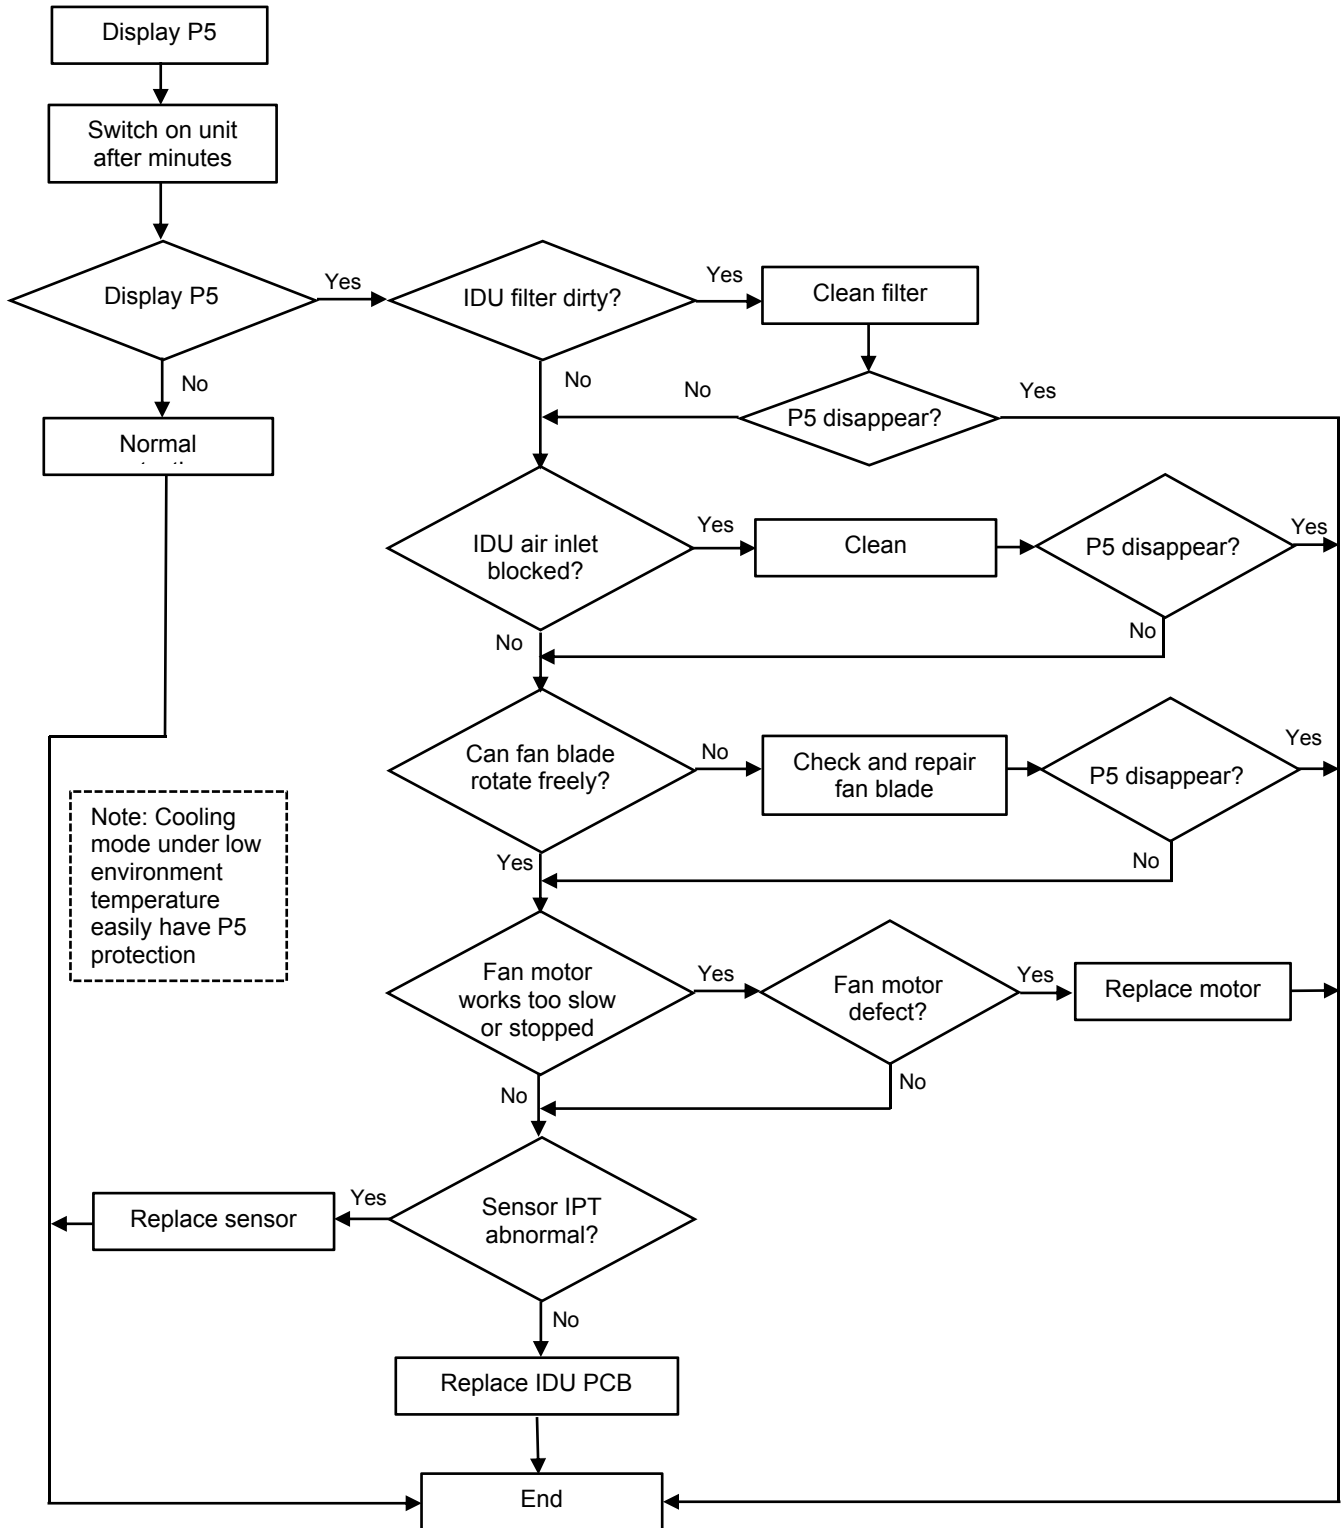 Display P5
Switch on unit
after minutes
Display P5
Yes
No
Normal
IDU filter dirty?
Yes
No
Clean filter
P5 disappear?
No
Yes
IDU air inlet
blocked?
Yes
No
Clean
P5 disappear?
Yes
No
Can fan blade
rotate freely?
No
Yes
Check and repair
fan blade
P5 disappear?
Yes
No
Note: Cooling
mode under low
environment
temperature
easily have P5
protection
Fan motor
works too slow
or stopped
Yes
No
Fan motor
defect?
Yes
No
Replace motor
Sensor IPT
abnormal?
Yes
No
Replace sensor
Replace IDU PCB
End